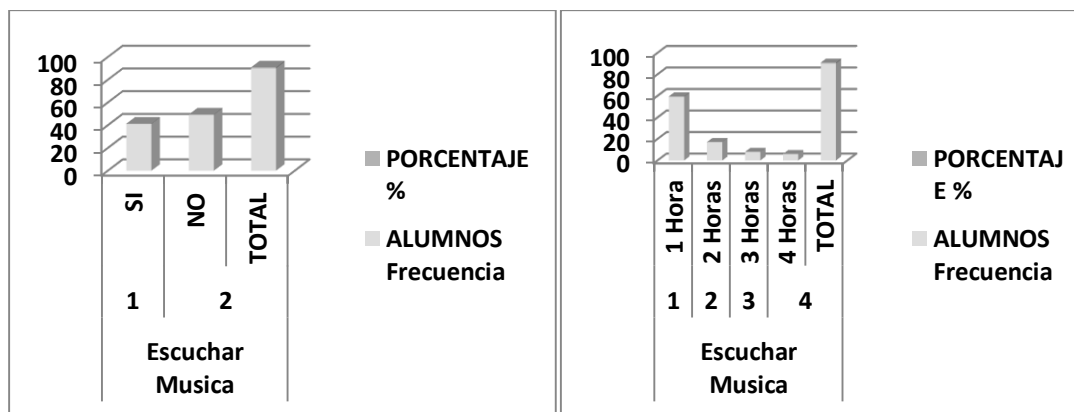 100
80
60
40
20
0
SI
NO
TOTAL
1
2
Escuchar
Musica
PORCENTAJE
%
ALUMNOS
Frecuencia
100
80
60
40
20
0
1 Hora
2 Horas
3 Horas
4 Horas
TOTAL
1
2
3
4
Escuchar
Musica
PORCENTAJ
E %
ALUMNOS
Frecuencia